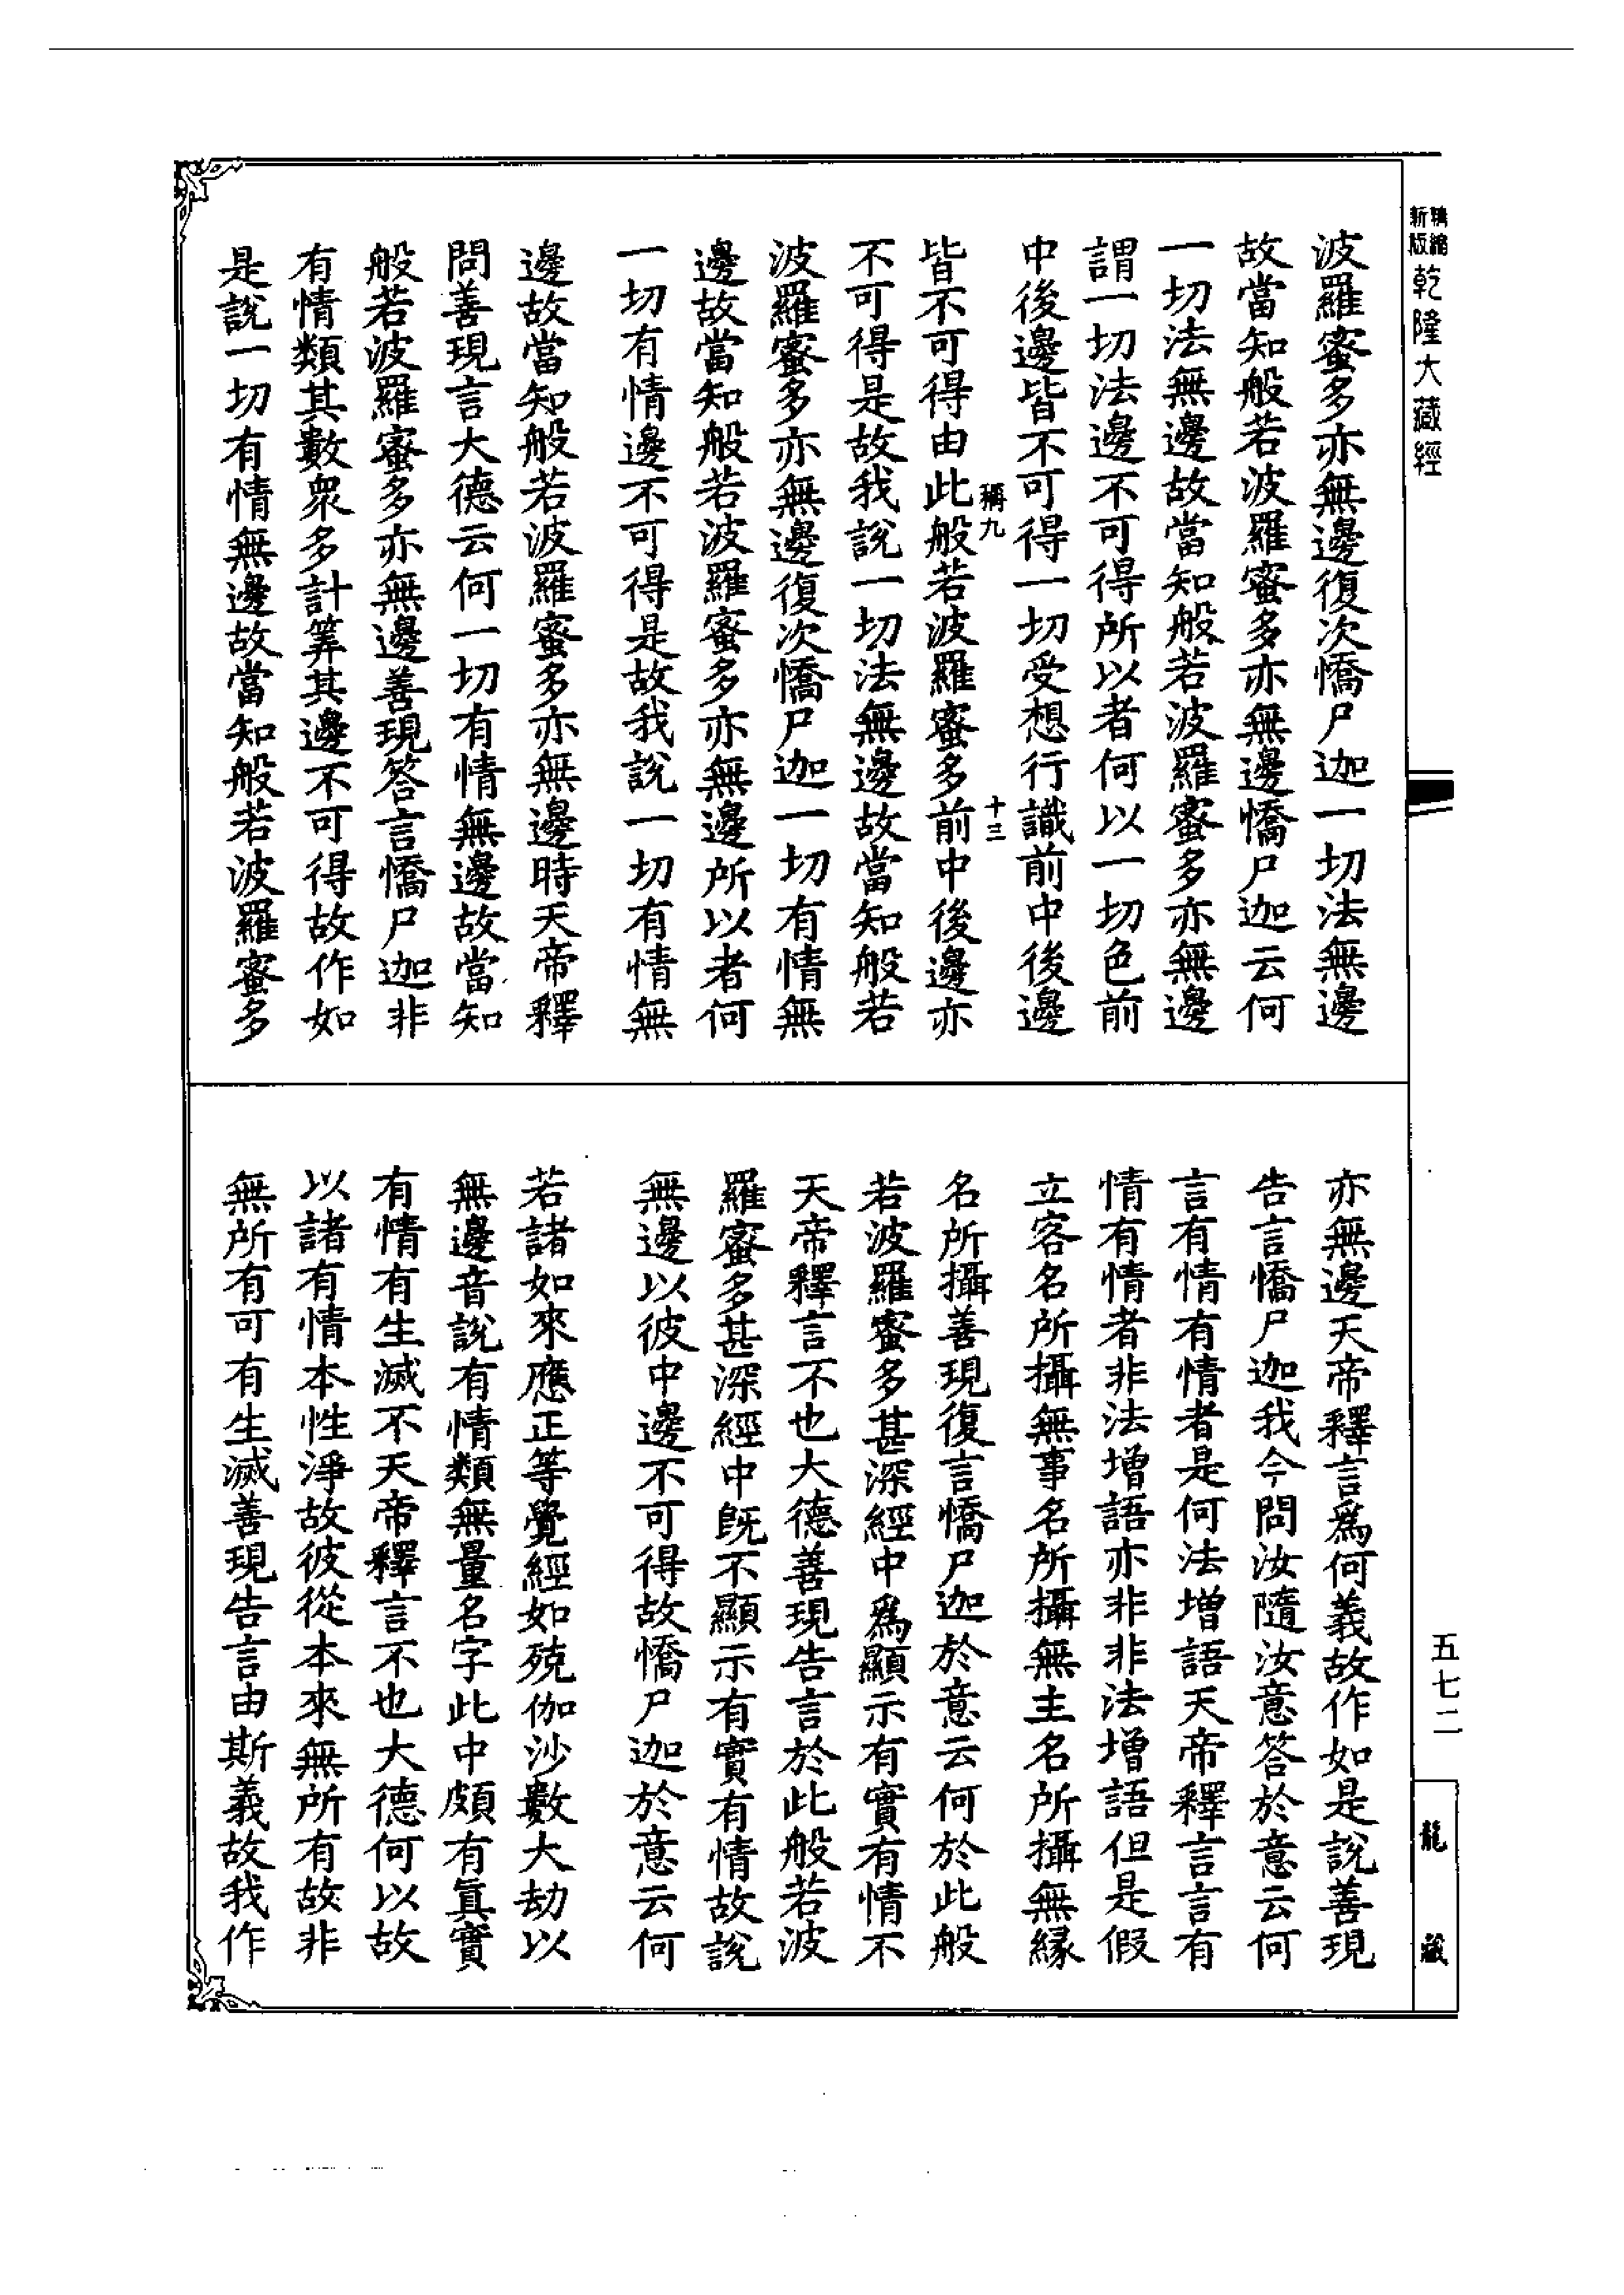 新版精縮乾隆大藏經
波羅蜜多亦無邊復次憍尸迦一切法無邊
故當知般若波羅蜜多亦無邊憍尸迦云何
一切法無邊故當知般若波羅蜜多亦無邊
謂一切法邊不可得所以者何以一切色前
中後邊皆不可得一切受想行識前中後邊
稱九 十三
皆不可得由此般若波羅蜜多前中後邊亦
不可得是故我說一切法無邊故當知般若
波羅蜜多亦無邊復次憍尸迦一切有情無
邊故當知般若波羅蜜多亦無邊所以者何
一切有情邊不可得是故我說一切有情無
邊故當知般若波羅蜜多亦無邊時天帝釋
問善現言大德云何一切有情無邊故當知
般若波羅蜜多亦無邊善現答言憍尸迦非
有情類其數衆多計筭其邊不可得故作如
是說一切有情無邊故當知般若波羅蜜多
亦無邊天帝釋言為何義故作如是說善現
告言憍尸迦我今問汝隨汝意答於意云何
言有情有情者是何法增語天帝釋言言有
情有情者非法增語亦非非法增語但是假
立客名所攝無事名所攝無主名所攝無緣
名所攝善現復言憍尸迦於意云何於此般
若波羅蜜多甚深經中為顯示有實有情不
天帝釋言不也大德善現告言於此般若波
羅蜜多甚深經中既不顯示有實有情故說
無邊以彼中邊不可得故憍尸迦於意云何
若諸如來應正等覺經如殑伽沙數大劫以
無邊音說有情類無量名字此中頗有真實
有情有生滅不天帝釋言不也大德何以故
以諸有情本性淨故彼從本來無所有故非
無所有可有生滅善現告言由斯義故我作
五七二
龍藏